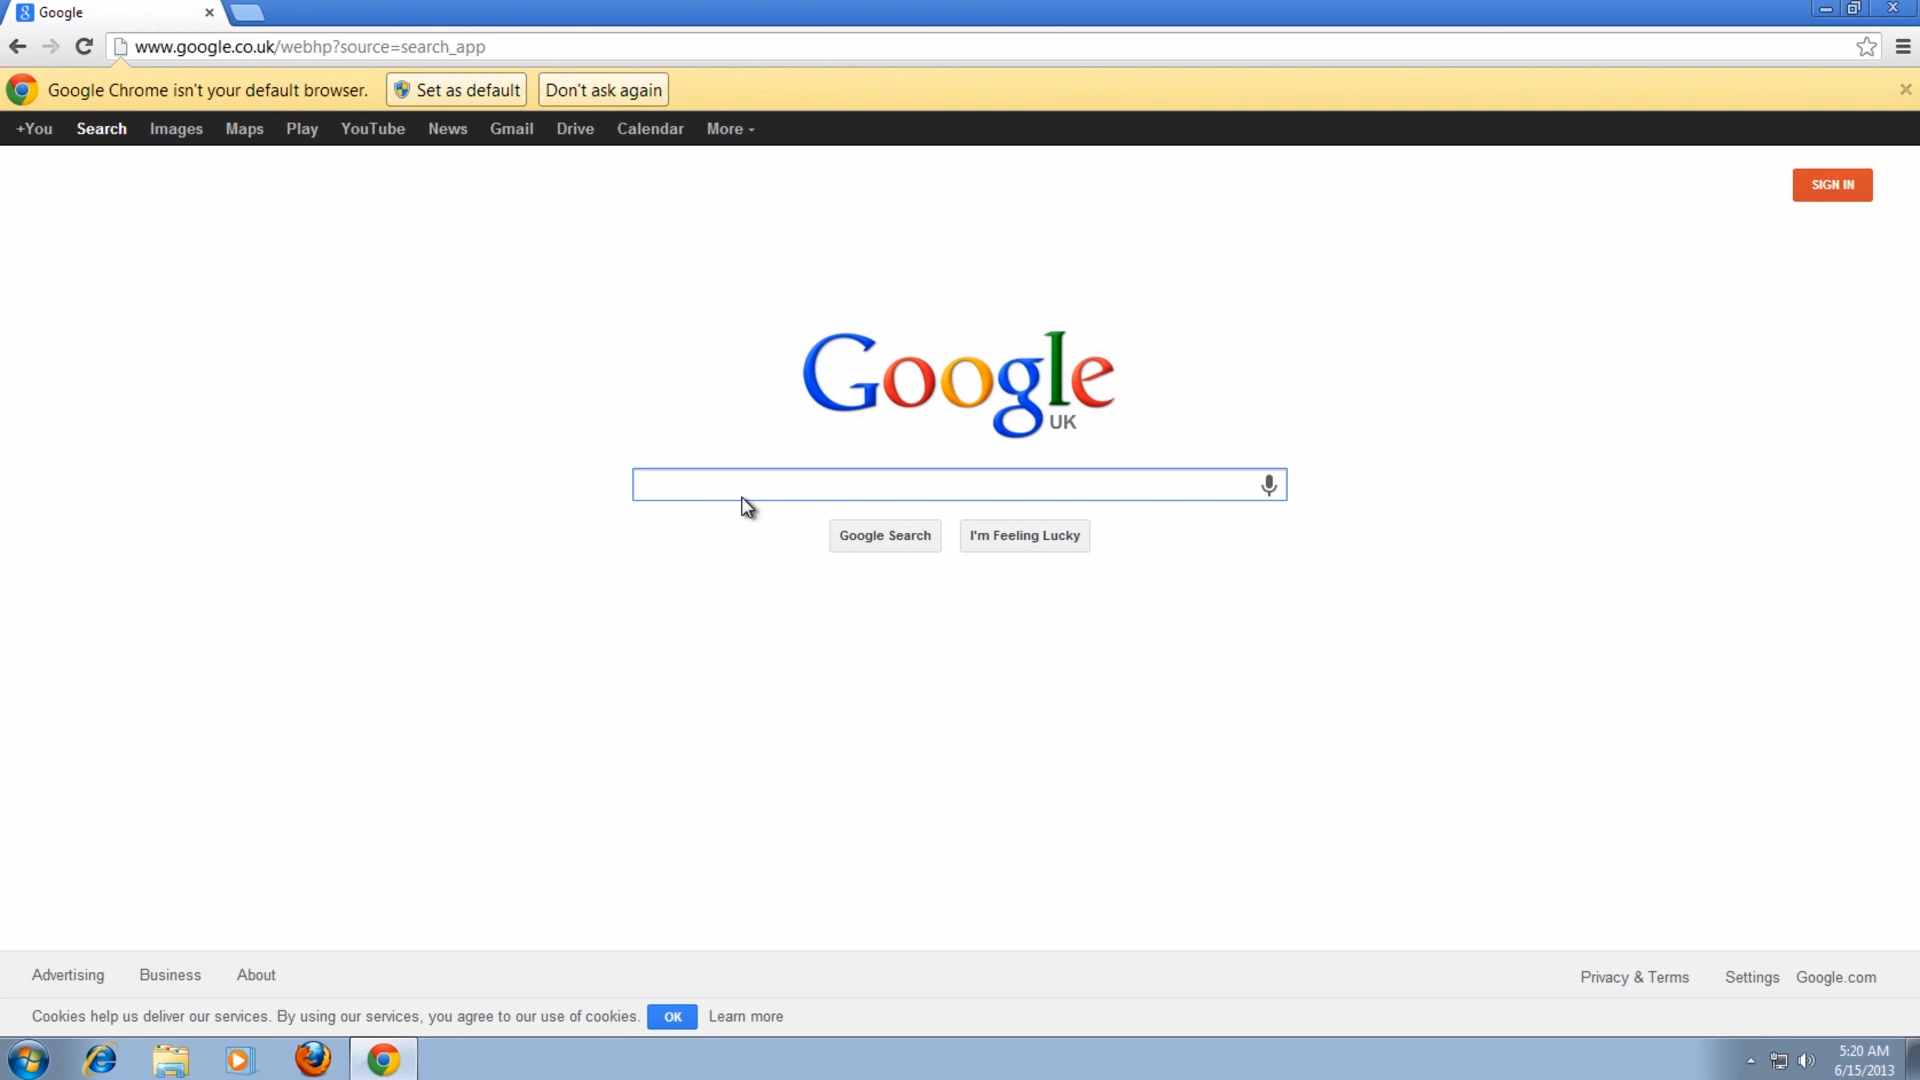 Google
www.google.co.uk/webhp?source=search_app
Google Chrome isn't your default browser. Set as default Don't ask again
+You Search Images Maps Play YouTube News Gmail Drive Calendar More
SIGN IN
Google
UK
Google Search I'm Feeling Lucky
Advertising Business About Privacy & Terms Settings Google.com
Cookies help us deliver our services. By using our services, you agree to our use of cookies. OK Learn more
5:20 AM
6/15/2013